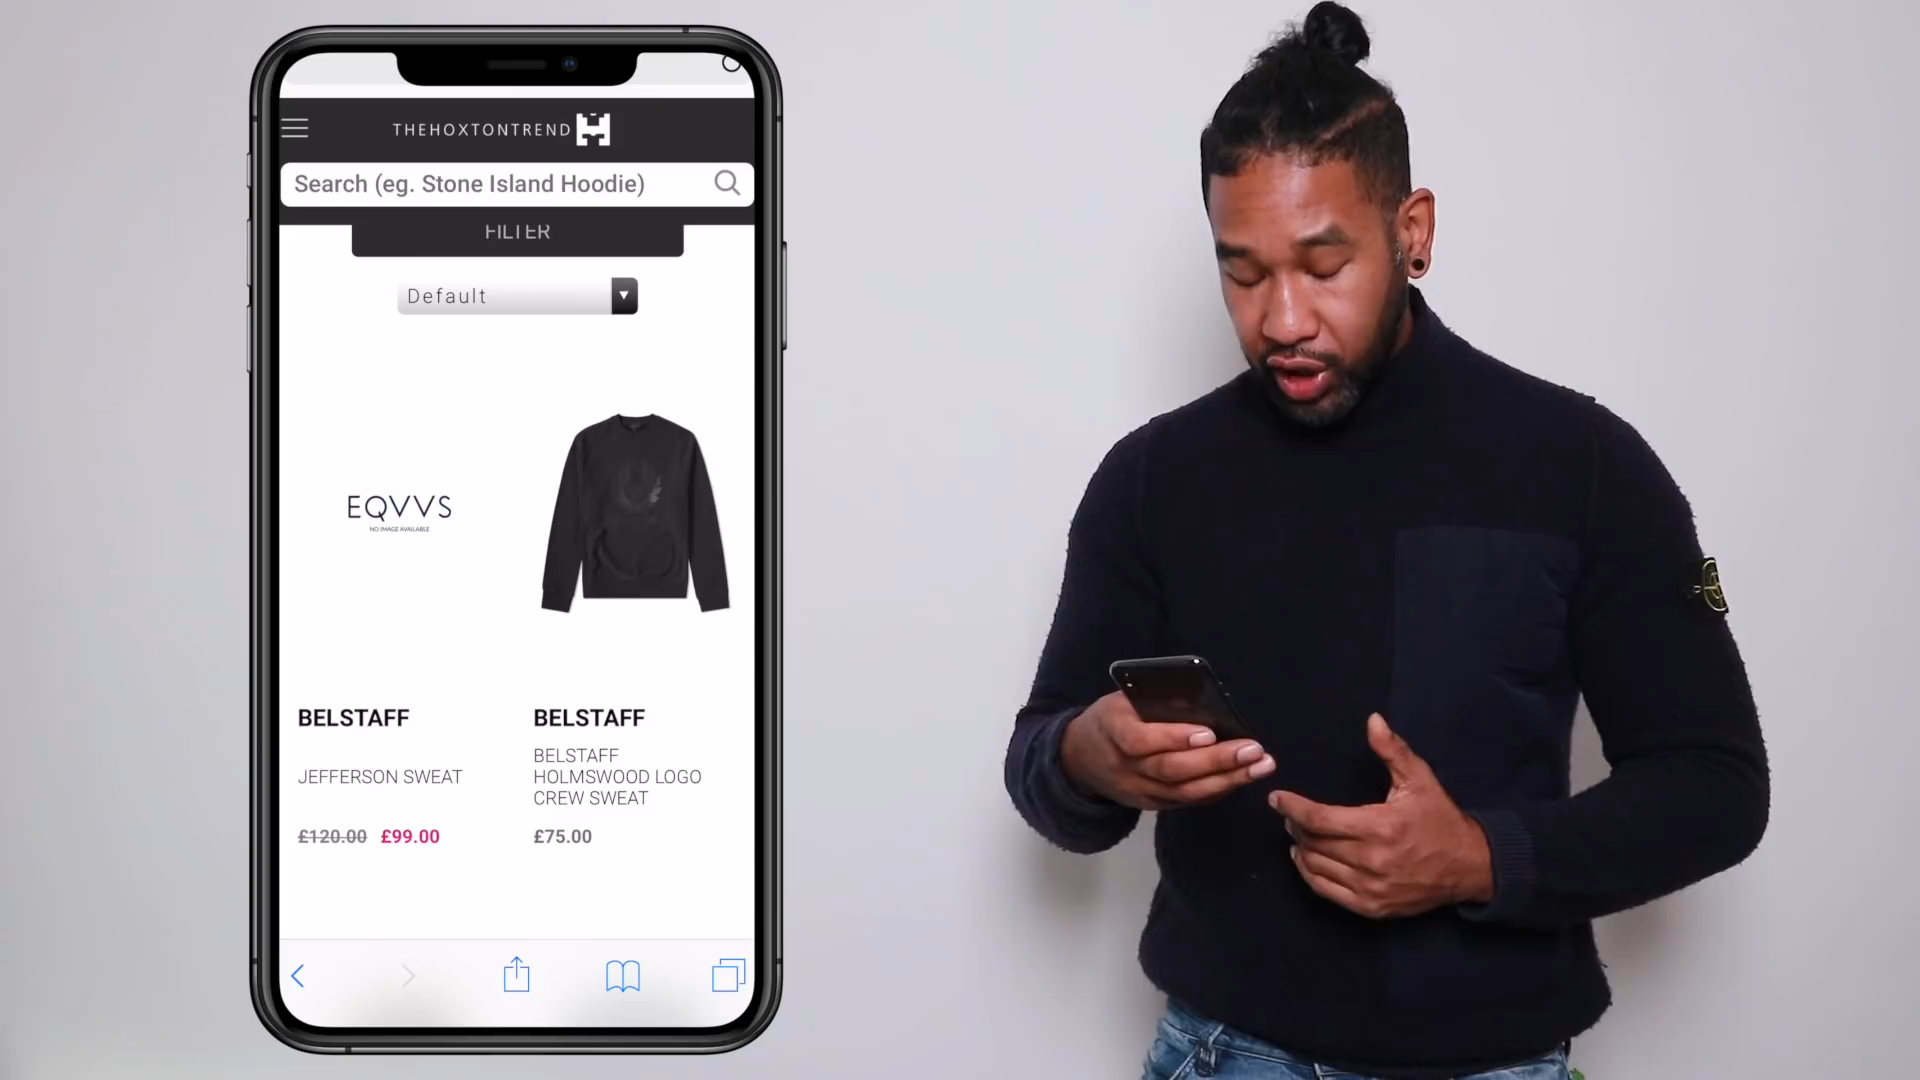 THEHOXTONTREND
Search (eg. Stone Island Hoodie)
FILTER
Default
EQVVS
NO IMAGE AVAILABLE
BELSTAFF
JEFFERSON SWEAT
£120.00 £99.00
BELSTAFF
BELSTAFF
HOLMSWOOD LOGO
CREW SWEAT
£75.00